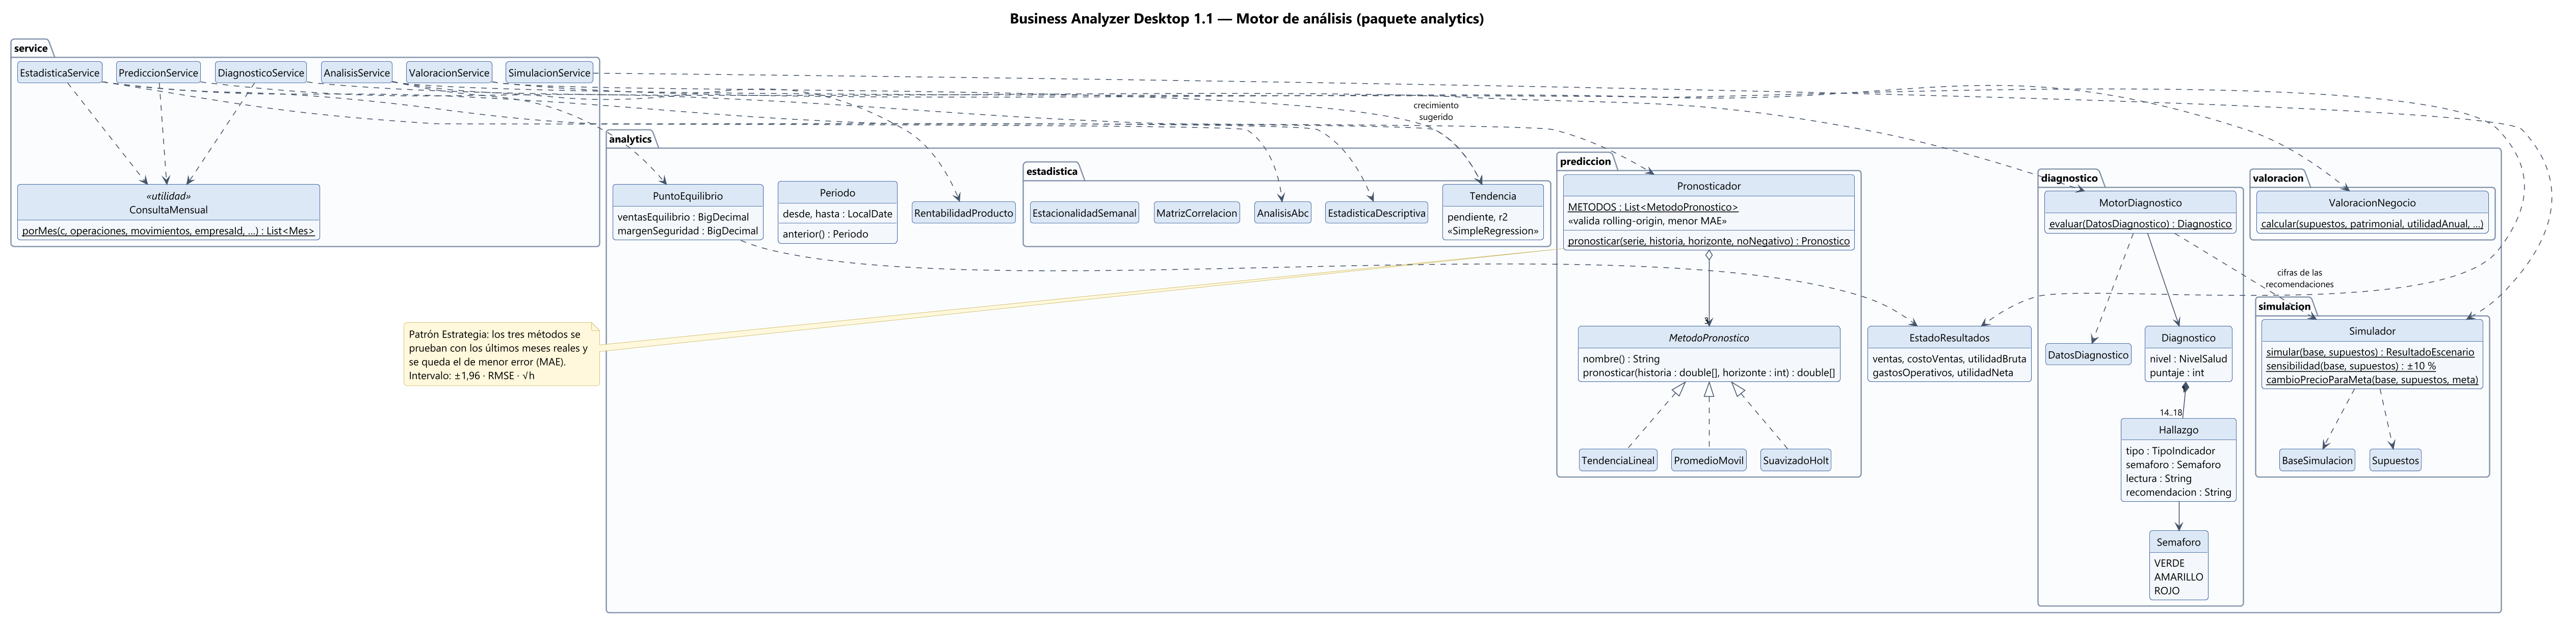 Business Analyzer Desktop 1.1 — Motor de análisis (paquete analytics)
service
EstadisticaService
PrediccionService
DiagnosticoService
AnalisisService
ValoracionService
SimulacionService
«utilidad»
ConsultaMensual
porMes(c, operaciones, movimientos, empresaId, ...) : List<Mes>
crecimiento
sugerido
analytics
PuntoEquilibrio
ventasEquilibrio : BigDecimal
margenSeguridad : BigDecimal
Periodo
desde, hasta : LocalDate
anterior() : Periodo
RentabilidadProducto
estadistica
EstacionalidadSemanal
MatrizCorrelacion
AnalisisAbc
EstadisticaDescriptiva
Tendencia
pendiente, r2
«SimpleRegression»
prediccion
Pronosticador
METODOS : List<MetodoPronostico>
«valida rolling-origin, menor MAE»
pronosticar(serie, historia, horizonte, noNegativo) : Pronostico
3
MetodoPronostico
nombre() : String
pronosticar(historia : double[], horizonte : int) : double[]
TendenciaLineal
PromedioMovil
SuavizadoHolt
EstadoResultados
ventas, costoVentas, utilidadBruta
gastosOperativos, utilidadNeta
diagnostico
MotorDiagnostico
evaluar(DatosDiagnostico) : Diagnostico
DatosDiagnostico
Diagnostico
nivel : NivelSalud
puntaje : int
14..18
Hallazgo
tipo : TipoIndicador
semaforo : Semaforo
lectura : String
recomendacion : String
Semaforo
VERDE
AMARILLO
ROJO
valoracion
ValoracionNegocio
calcular(supuestos, patrimonial, utilidadAnual, ...)
cifras de las
recomendaciones
simulacion
Simulador
simular(base, supuestos) : ResultadoEscenario
sensibilidad(base, supuestos) : ±10 %
cambioPrecioParaMeta(base, supuestos, meta)
BaseSimulacion
Supuestos
Patrón Estrategia: los tres métodos se
prueban con los últimos meses reales y
se queda el de menor error (MAE).
Intervalo: ±1,96 · RMSE · √h